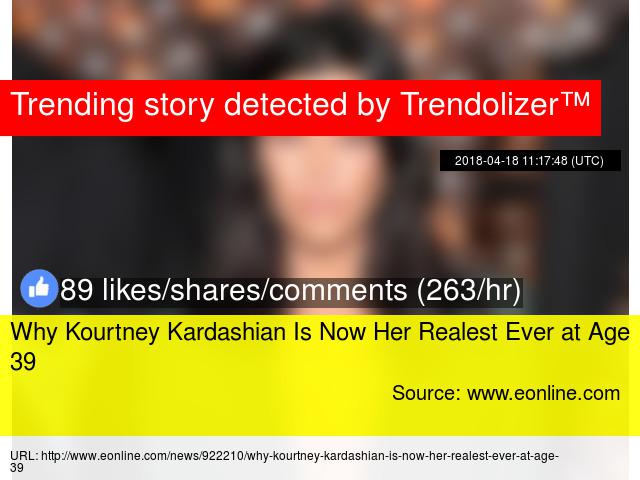 Trending story detected by Trendolizer™
2018-04-18 11:17:48 (UTC)
89 likes/shares/comments (263/hr)
Why Kourtney Kardashian Is Now Her Realest Ever at Age
39
Source: www.eonline.com
URL: http://www.eonline.com/news/922210/why-kourtney-kardashian-is-now-her-realest-ever-at-age-
39